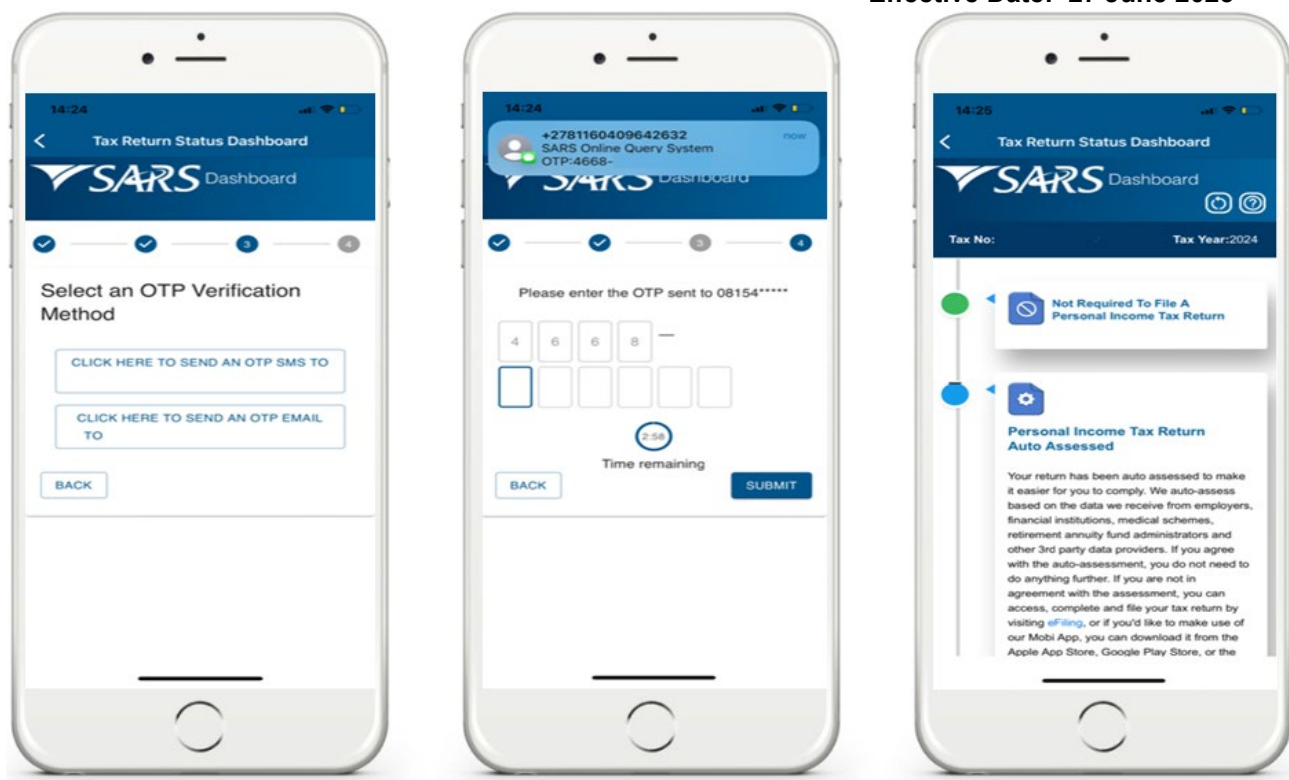 Effective Date: 27 June 2025
14:24
Tax Return Status Dashboard
SARS Dashboard
3
4
Select an OTP Verification
Method
CLICK HERE TO SEND AN OTP SMS TO
CLICK HERE TO SEND AN OTP EMAIL
TO
BACK
14:24
+2781160409642632
now
SARS Online Query System
OTP:4668-
SARS Dashboard
3
4
Please enter the OTP sent to 08154*****
4 6 6 8 —
2:58
Time remaining
BACK
SUBMIT
14:25
Tax Return Status Dashboard
SARS Dashboard
Tax No:
Tax Year:2024
Not Required To File A
Personal Income Tax Return
Personal Income Tax Return
Auto Assessed
Your return has been auto assessed to make
it easier for you to comply. We auto-assess
based on the data we receive from employers,
financial institutions, medical schemes,
retirement annuity fund administrators and
other 3rd party data providers. If you agree
with the auto-assessment, you do not need to
do anything further. If you are not in
agreement with the assessment, you can
access, complete and file your tax return by
visiting eFiling, or if you'd like to make use of
our Mobi App, you can download it from the
Apple App Store, Google Play Store, or the